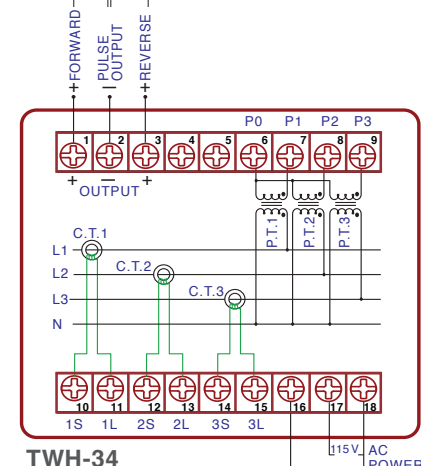 +FORWARD
— PULSE
OUTPUT
+REVERSE
P0 P1 P2 P3
1 2 3 4 5 6 7 8 9
+ — +
OUTPUT
P.T.1
P.T.2
P.T.3
C.T.1
L1
C.T.2
L2
C.T.3
L3
N
10 11 12 13 14 15 16 17 18
1S 1L 2S 2L 3S 3L
115V AC
POWER
TWH-34